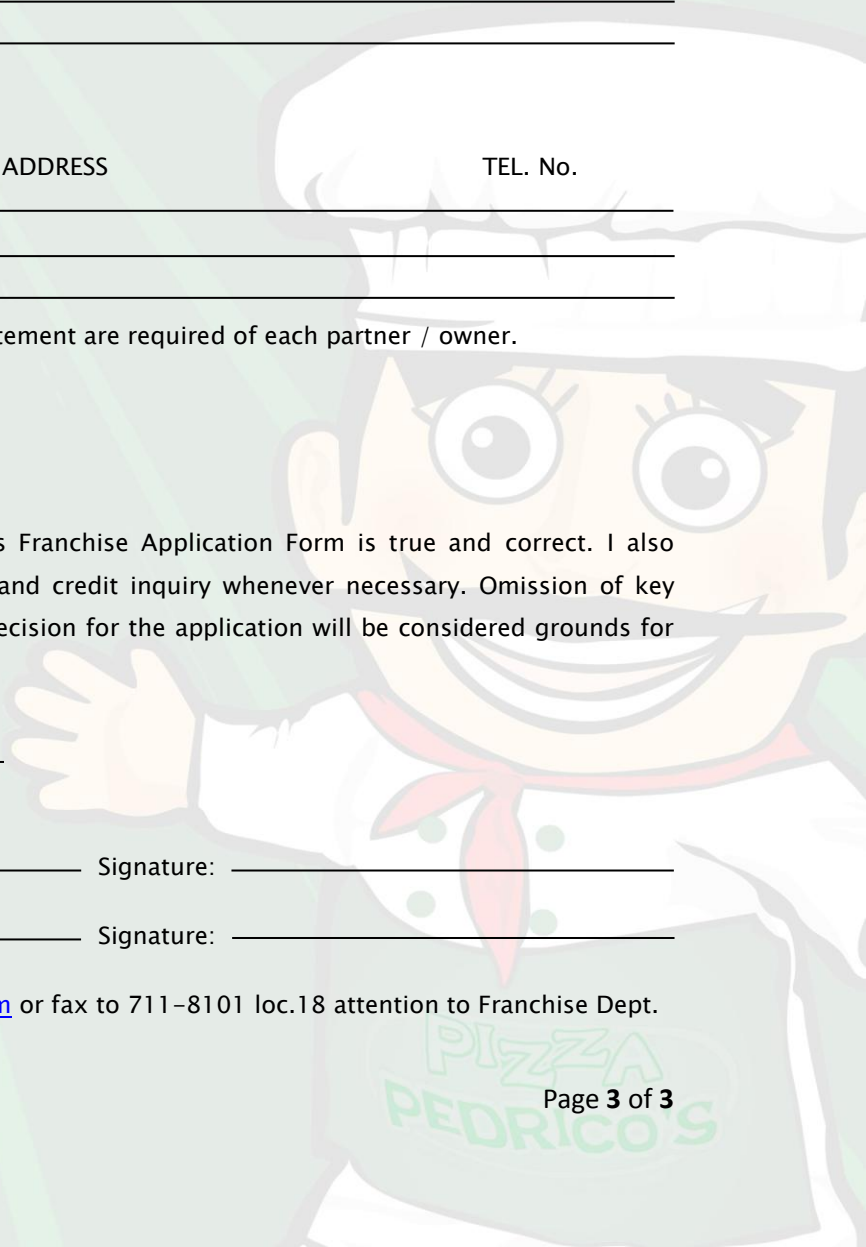 ADDRESS TEL. No.
tement are required of each partner / owner.
s Franchise Application Form is true and correct. I also
and credit inquiry whenever necessary. Omission of key
ecision for the application will be considered grounds for
Signature:
Signature:
m or fax to 711-8101 loc.18 attention to Franchise Dept.
PIZZA
PEDRICO'S
Page 3 of 3